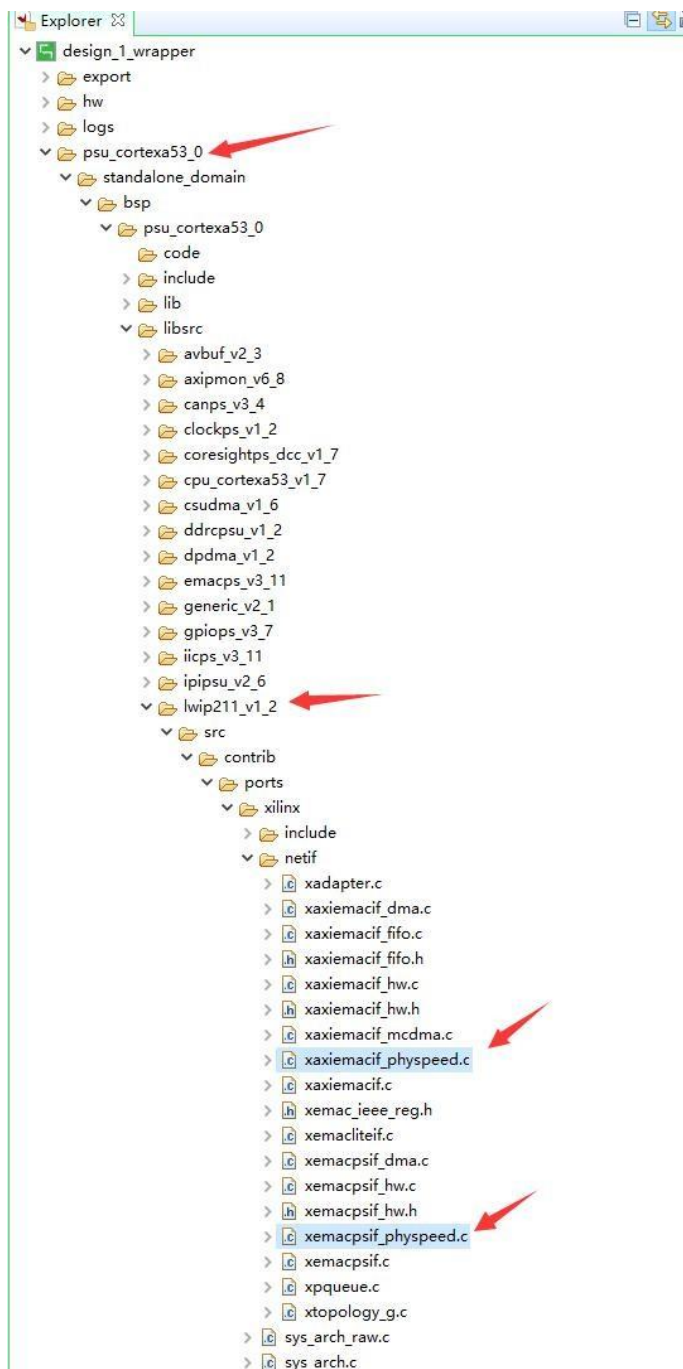 Explorer
design_1_wrapper
export
hw
logs
psu_cortexa53_0
standalone_domain
bsp
psu_cortexa53_0
code
include
lib
libsrc
avbuf_v2_3
axipmon_v6_8
canps_v3_4
clockps_v1_2
coresightps_dcc_v1_7
cpu_cortexa53_v1_7
csudma_v1_6
ddrcpsu_v1_2
dpdma_v1_2
emacps_v3_11
generic_v2_1
gpiops_v3_7
iicps_v3_11
ipipsu_v2_6
lwip211_v1_2
src
contrib
ports
xilinx
include
netif
.c xadapter.c
.c xaxiemacif_dma.c
.c xaxiemacif_fifo.c
.h xaxiemacif_fifo.h
.c xaxiemacif_hw.c
.h xaxiemacif_hw.h
.c xaxiemacif_mcdma.c
.c xaxiemacif_physpeed.c
.c xaxiemacif.c
.h xemac_ieee_reg.h
.c xemacliteif.c
.c xemacpsif_dma.c
.c xemacpsif_hw.c
.h xemacpsif_hw.h
.c xemacpsif_physpeed.c
.c xemacpsif.c
.c xpqueue.c
.c xtopology_g.c
.c sys_arch_raw.c
.c sys_arch.c